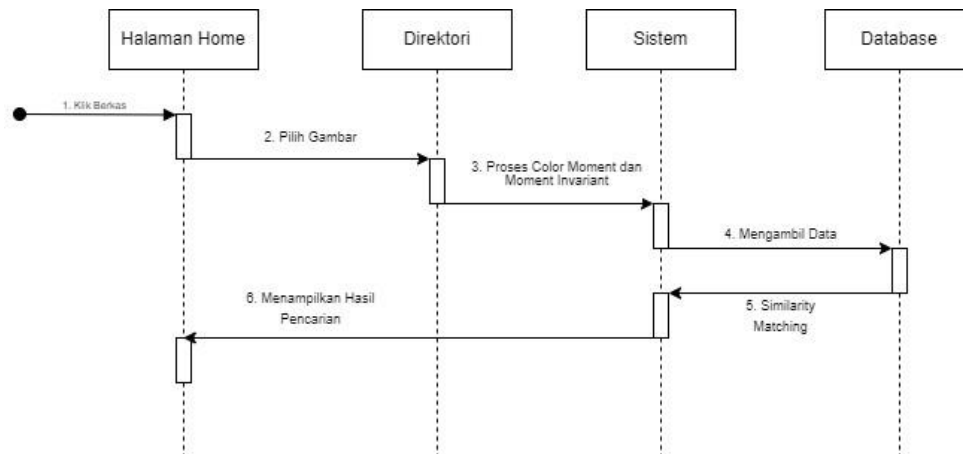 Halaman Home
Direktori
Sistem
Database
1. Klik Berkas
2. Pilih Gambar
3. Proses Color Moment dan
Moment Invariant
4. Mengambil Data
5. Similarity
Matching
6. Menampilkan Hasil
Pencarian